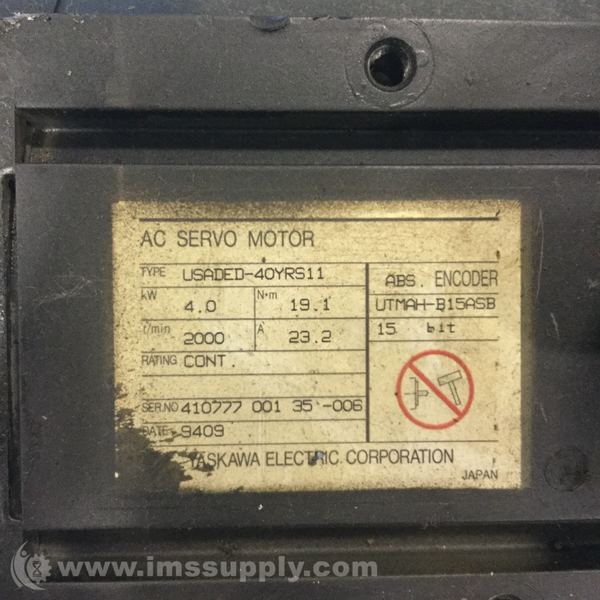 AC SERVO MOTOR
TYPE USADED-40YRS11
kW 4.0 N·m 19.1
r/min 2000 A 23.2
RATING CONT.
SER.NO 410777 001 35 -006
DATE 9409
ABS. ENCODER
UTMAH-B15ASB
15 bit
YASKAWA ELECTRIC CORPORATION
JAPAN
www.imssupply.com